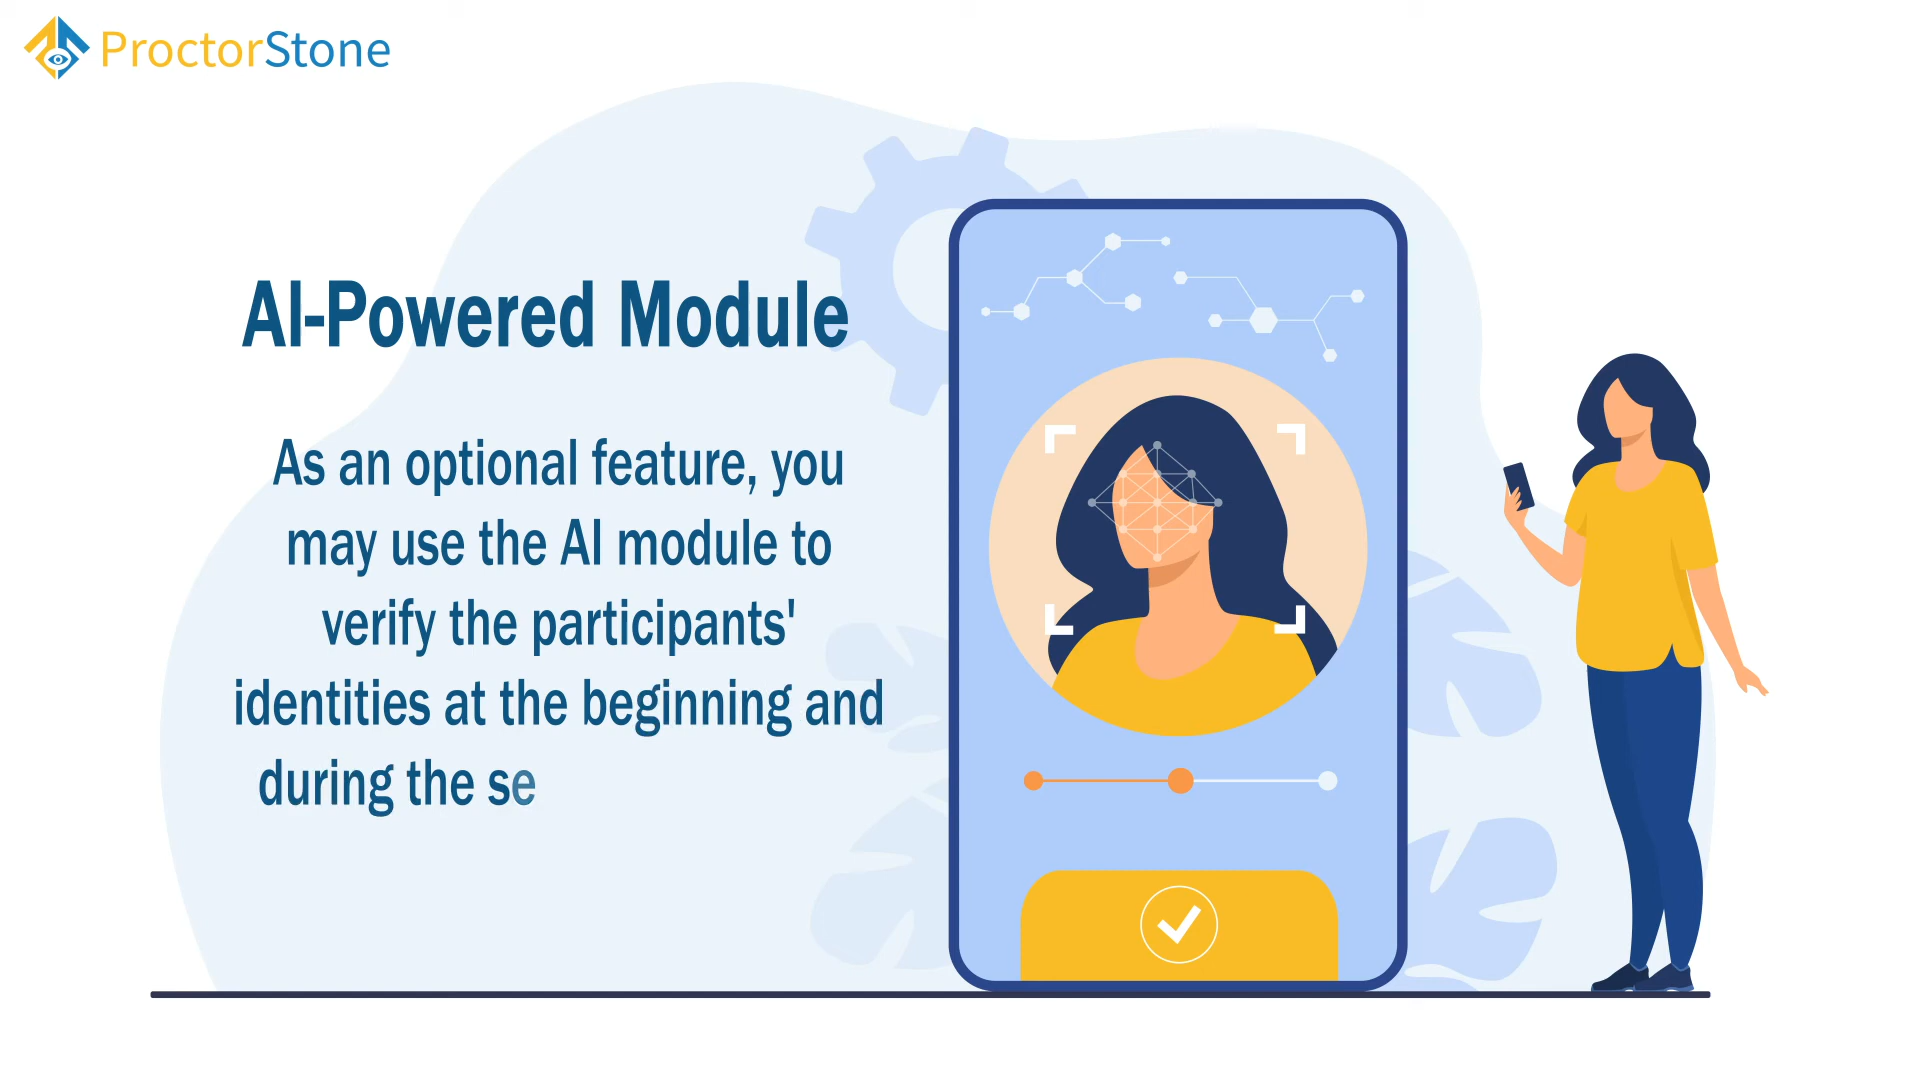 ProctorStone
AI-Powered Module
As an optional feature, you
may use the AI module to
verify the participants'
identities at the beginning and
during the se